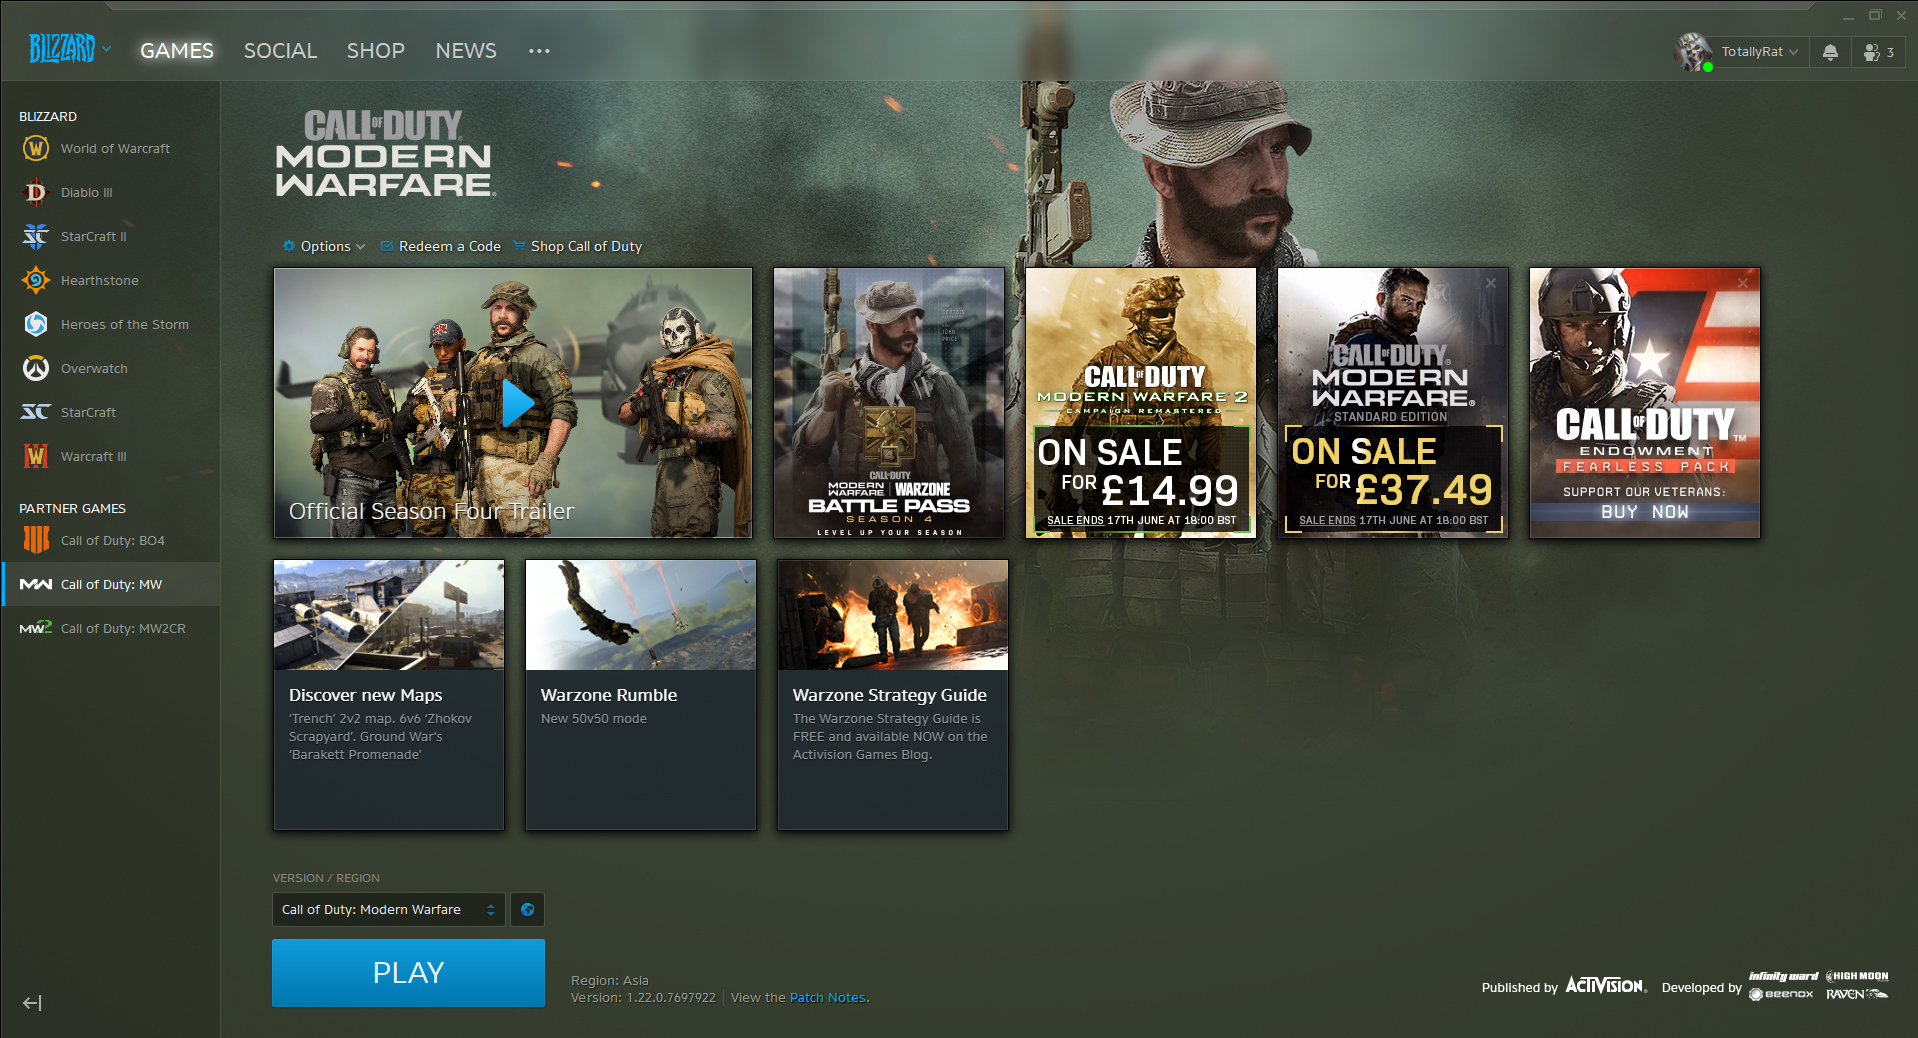 BLIZZARD
GAMES
SOCIAL
SHOP
NEWS
TotallyRat
3
BLIZZARD
World of Warcraft
Diablo III
StarCraft II
Hearthstone
Heroes of the Storm
Overwatch
StarCraft
Warcraft III
PARTNER GAMES
Call of Duty: BO4
Call of Duty: MW
Call of Duty: MW2CR
CALL OF DUTY
MODERN
WARFARE
Options
Redeem a Code
Shop Call of Duty
Official Season Four Trailer
CAPTAIN
JOHN
PRICE
4
CALL OF DUTY
MODERN WARFARE | WARZONE
BATTLE PASS
SEASON 4
LEVEL UP YOUR SEASON
CALL OF DUTY
MODERN WARFARE 2
CAMPAIGN REMASTERED
ON SALE
FOR £14.99
SALE ENDS 17TH JUNE AT 18:00 BST
CALL OF DUTY
MODERN
WARFARE
STANDARD EDITION
ON SALE
FOR £37.49
SALE ENDS 17TH JUNE AT 18:00 BST
CALL OF DUTY™
ENDOWMENT
FEARLESS PACK
SUPPORT OUR VETERANS:
BUY NOW
Discover new Maps
‘Trench’ 2v2 map. 6v6 ‘Zhokov
Scrapyard’. Ground War’s
‘Barakett Promenade’
Warzone Rumble
New 50v50 mode
Warzone Strategy Guide
The Warzone Strategy Guide is
FREE and available NOW on the
Activision Games Blog.
VERSION / REGION
Call of Duty: Modern Warfare
PLAY
Region: Asia
Version: 1.22.0.7697922 | View the Patch Notes.
Published by ACTIVISION
Developed by
infinity ward
HIGH MOON
BEENOX
RAVEN